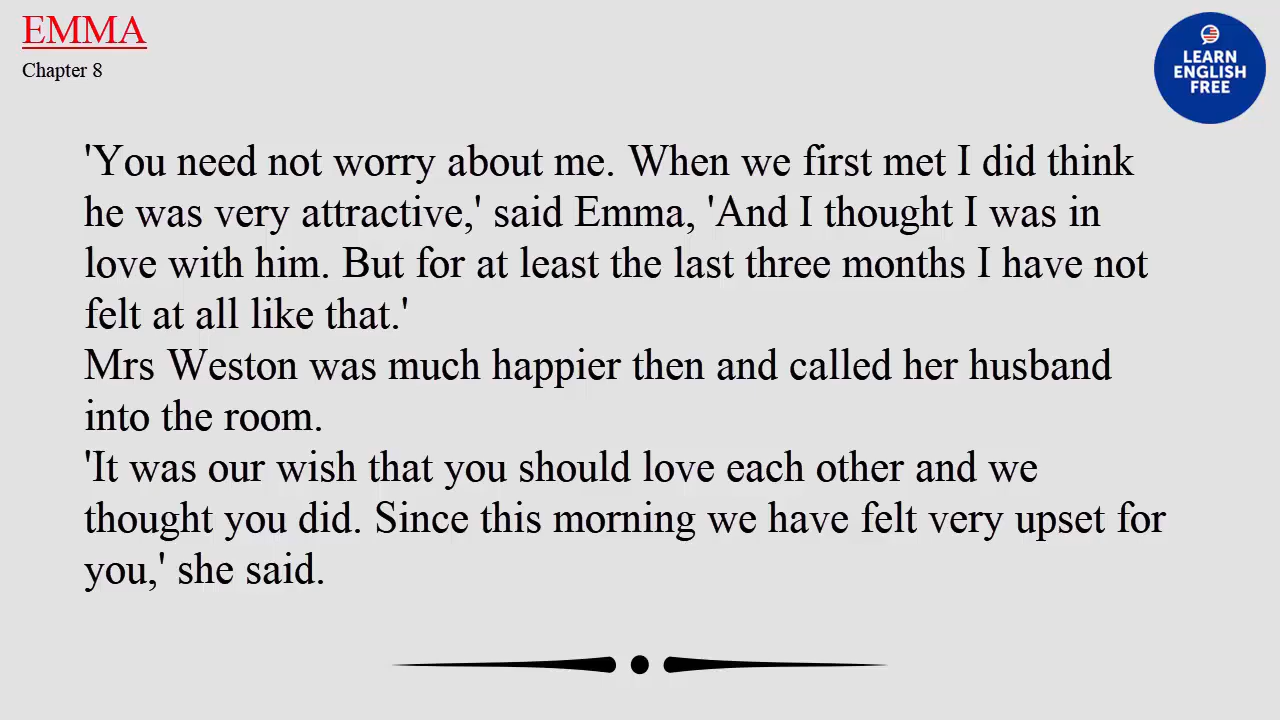 EMMA
Chapter 8
LEARN
ENGLISH
FREE
'You need not worry about me. When we first met I did think
he was very attractive,' said Emma, 'And I thought I was in
love with him. But for at least the last three months I have not
felt at all like that.'
Mrs Weston was much happier then and called her husband
into the room.
'It was our wish that you should love each other and we
thought you did. Since this morning we have felt very upset for
you,' she said.